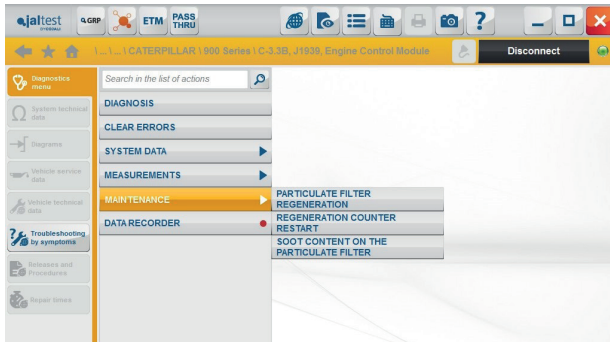 jaltest
COJALI
GRP
ETM
PASS
THRU
?
\ ... \ ... \ CATERPILLAR \ 900 Series \ C-3.3B, J1939, Engine Control Module
Disconnect
Diagnostics
menu
System technical
data
Diagrams
Vehicle service
data
Vehicle technical
data
Troubleshooting
by symptoms
Releases and
Procedures
Repair times
Search in the list of actions
DIAGNOSIS
CLEAR ERRORS
SYSTEM DATA
MEASUREMENTS
MAINTENANCE
DATA RECORDER
PARTICULATE FILTER
REGENERATION
REGENERATION COUNTER
RESTART
SOOT CONTENT ON THE
PARTICULATE FILTER